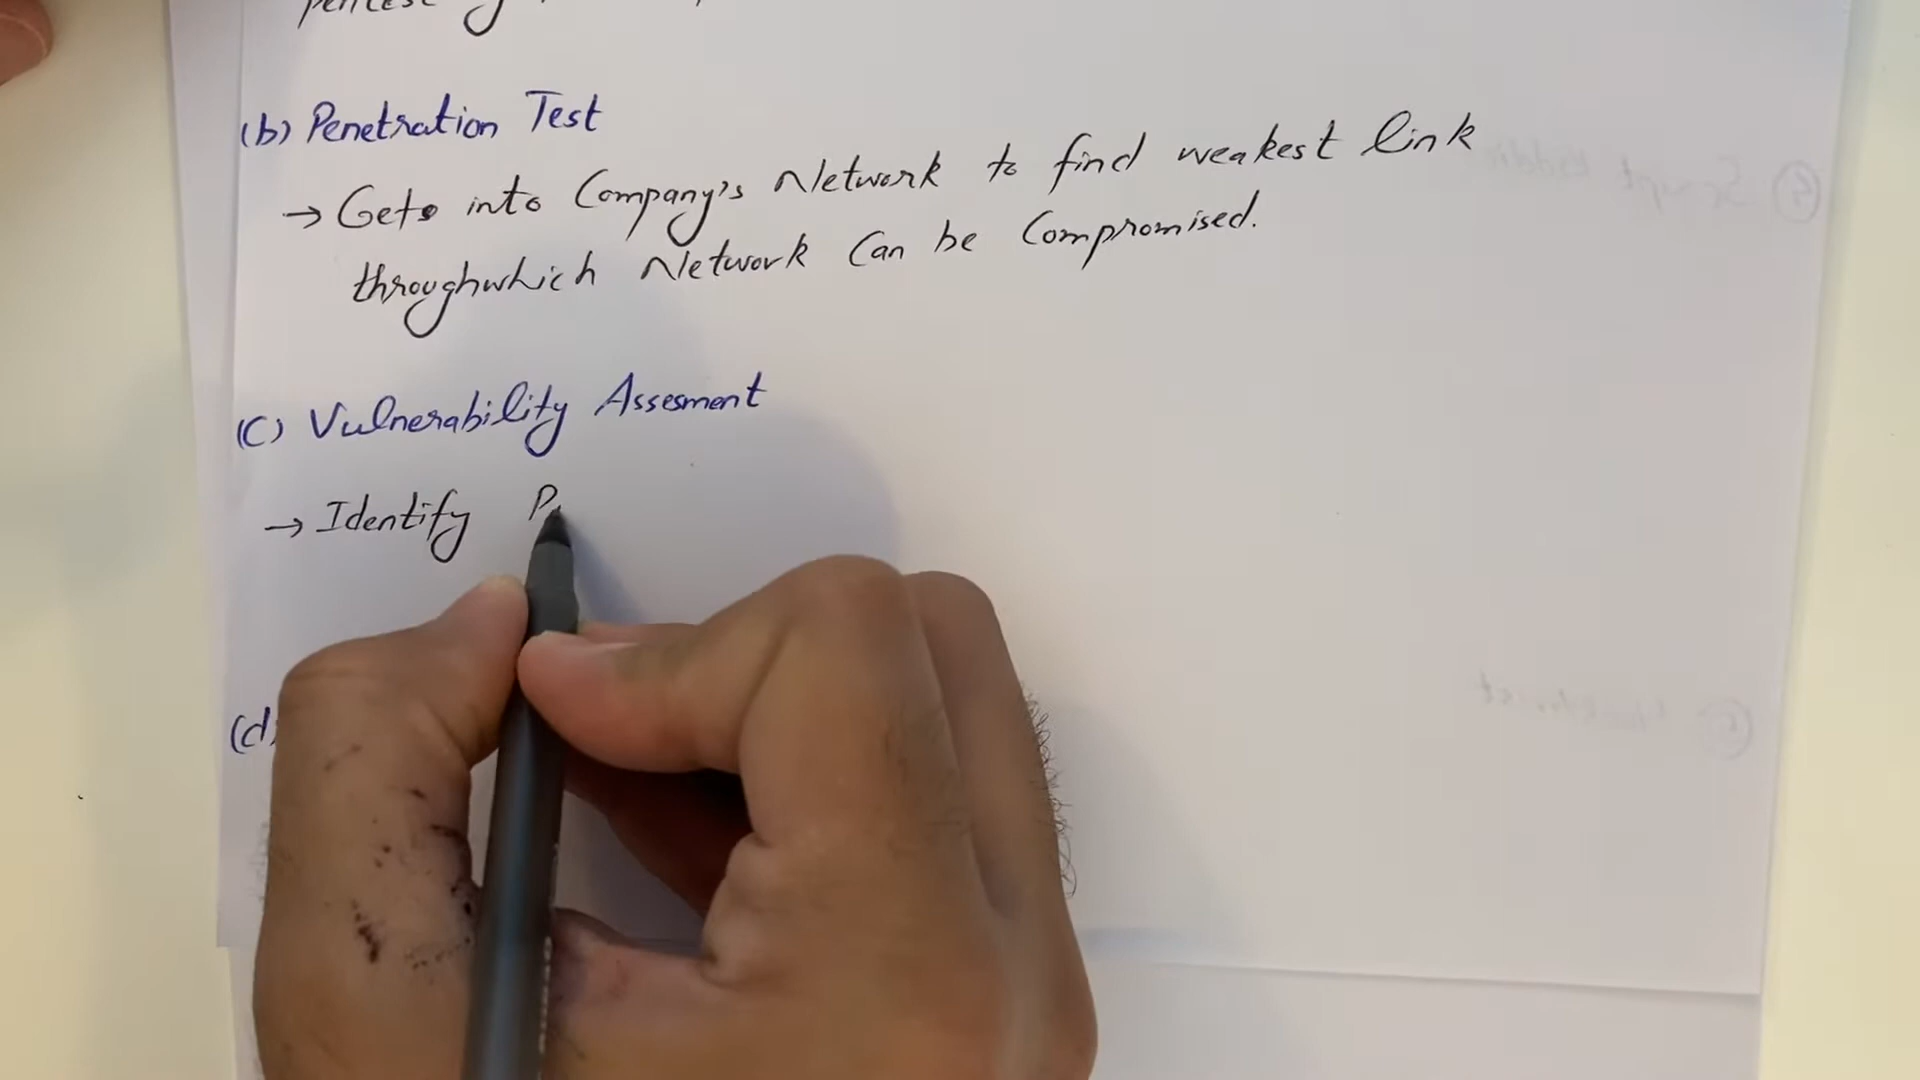 (b) Penetration Test
→ Gets into Company's Network to find weakest link
throughwhich Network Can be Compromised.
(C) Vulnerability Assesment
→ Identify P
(d)